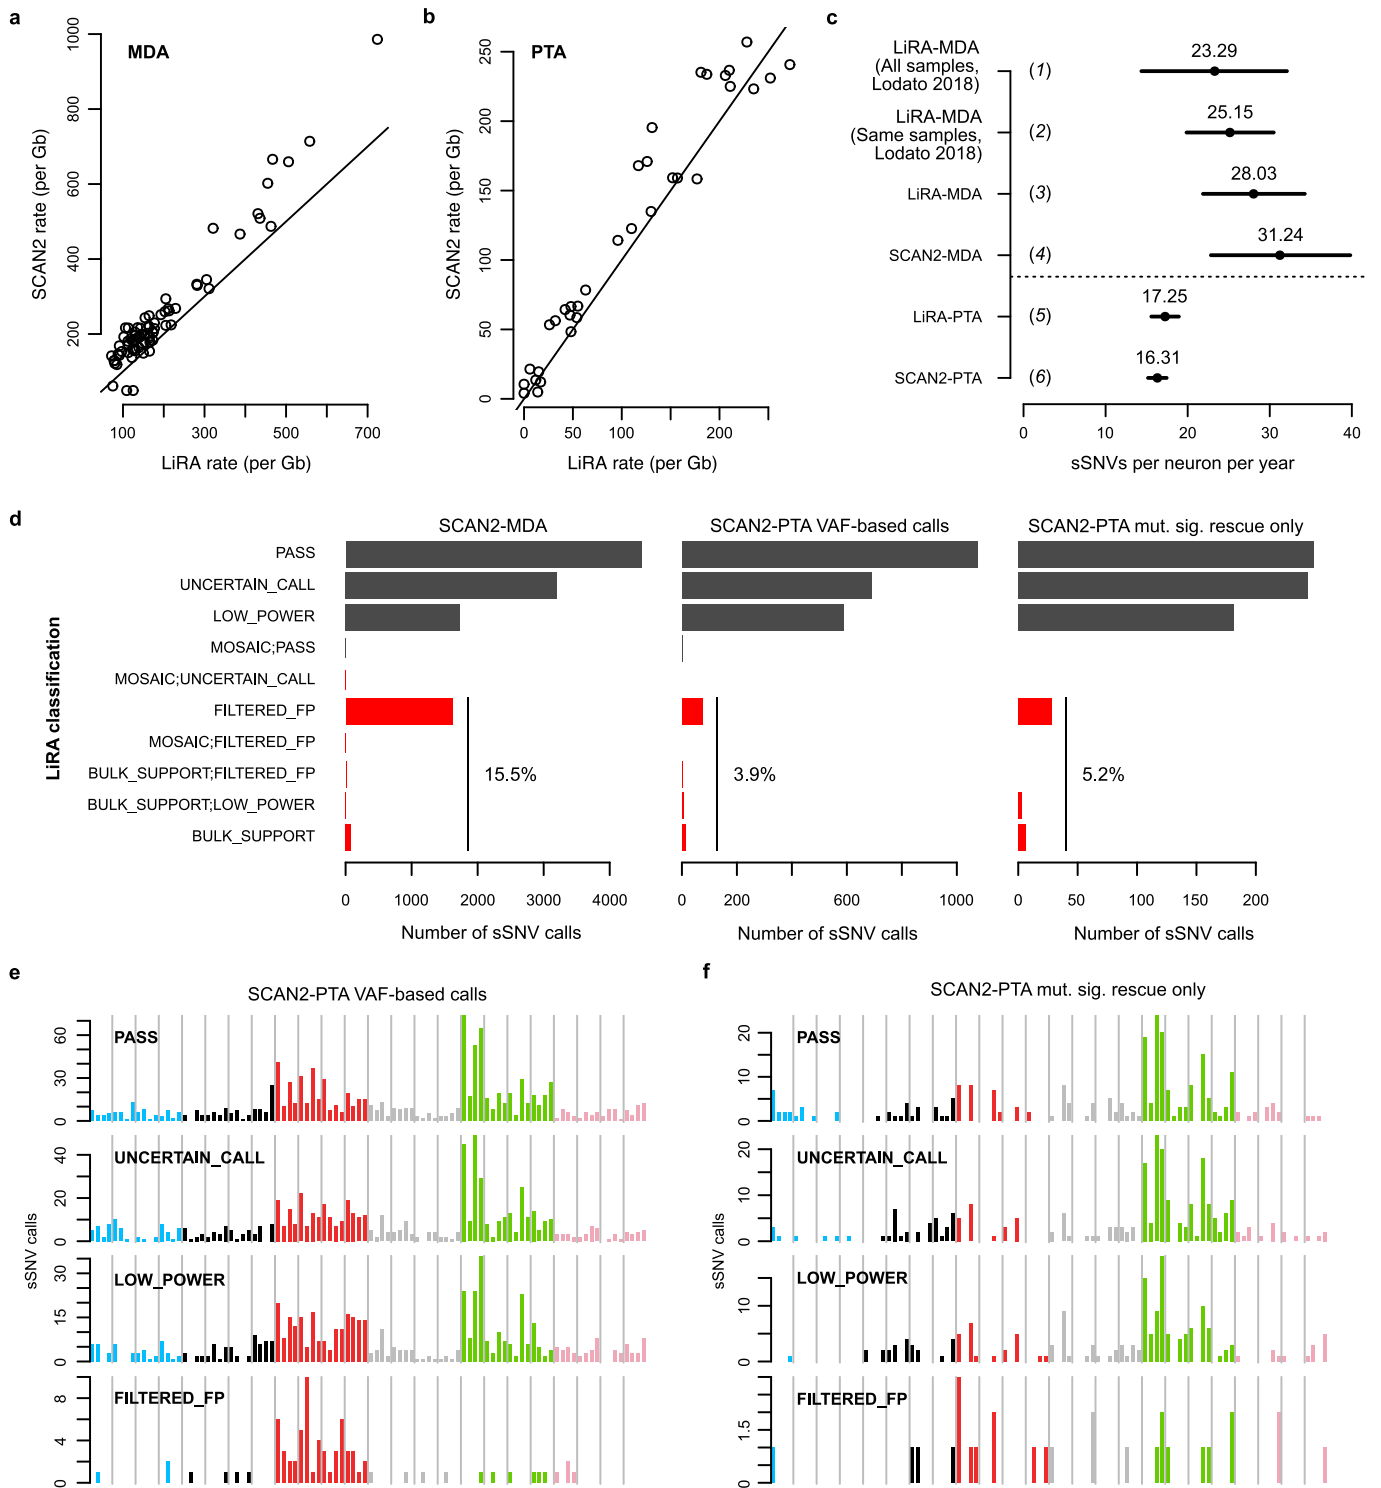 a
MDA
SCAN2 rate (per Gb)
200
400
600
800
1000
100
300
500
700
LiRA rate (per Gb)
b
PTA
SCAN2 rate (per Gb)
0
50
100
150
200
250
0
50
100
200
LiRA rate (per Gb)
c
LiRA-MDA
(All samples,
Lodato 2018)
(1)
23.29
LiRA-MDA
(Same samples,
Lodato 2018)
(2)
25.15
LiRA-MDA
(3)
28.03
SCAN2-MDA
(4)
31.24
LiRA-PTA
(5)
17.25
SCAN2-PTA
(6)
16.31
0
10
20
30
40
sSNVs per neuron per year
d
LiRA classification
SCAN2-MDA
SCAN2-PTA VAF-based calls
SCAN2-PTA mut. sig. rescue only
PASS
UNCERTAIN_CALL
LOW_POWER
MOSAIC;PASS
MOSAIC;UNCERTAIN_CALL
FILTERED_FP
MOSAIC;FILTERED_FP
BULK_SUPPORT;FILTERED_FP
BULK_SUPPORT;LOW_POWER
BULK_SUPPORT
15.5%
3.9%
5.2%
0 1000 2000 3000 4000
0 200 600 1000
0 50 100 150 200
Number of sSNV calls
Number of sSNV calls
Number of sSNV calls
e
SCAN2-PTA VAF-based calls
sSNV calls
PASS
0 30 60
UNCERTAIN_CALL
0 20 40
LOW_POWER
0 15 30
FILTERED_FP
0 4 8
f
SCAN2-PTA mut. sig. rescue only
sSNV calls
PASS
0 10 20
UNCERTAIN_CALL
0 10 20
LOW_POWER
0 10
FILTERED_FP
0 1.5